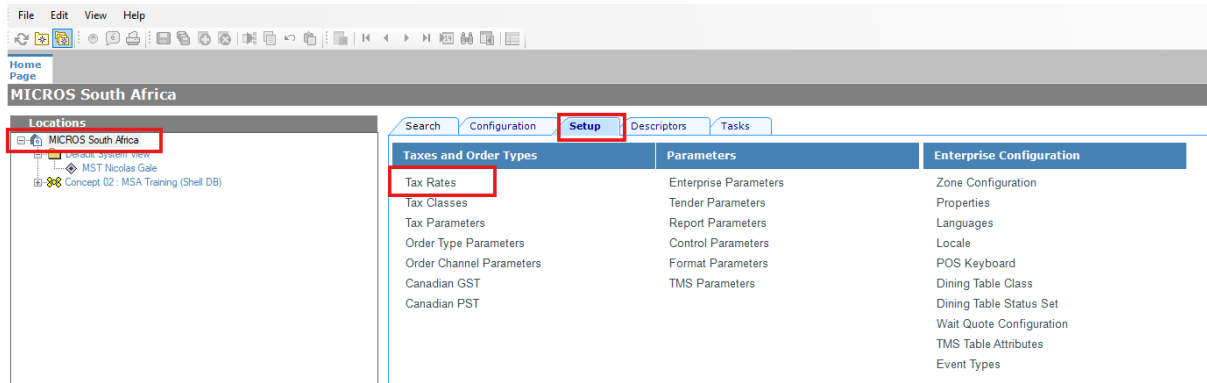 File Edit View Help
Home
Page
MICROS South Africa
Locations
MICROS South Africa
Default System View
MST Nicolas Gale
Concept 02 : MSA Training (Shell DB)
Search Configuration Setup Descriptors Tasks
Taxes and Order Types
Tax Rates
Tax Classes
Tax Parameters
Order Type Parameters
Order Channel Parameters
Canadian GST
Canadian PST
Parameters
Enterprise Parameters
Tender Parameters
Report Parameters
Control Parameters
Format Parameters
TMS Parameters
Enterprise Configuration
Zone Configuration
Properties
Languages
Locale
POS Keyboard
Dining Table Class
Dining Table Status Set
Wait Quote Configuration
TMS Table Attributes
Event Types